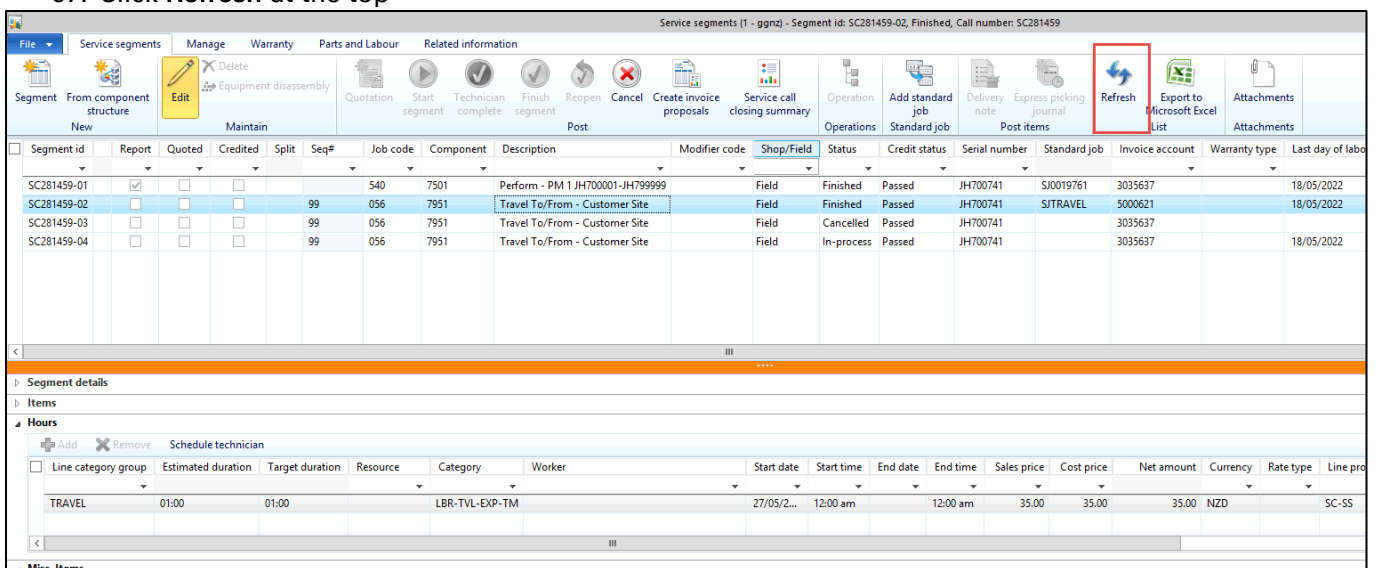 Click Refresh at the top
Service segments (1 - ggnz) - Segment id: SC281459-02, Finished, Call number: SC281459
File Service segments Manage Warranty Parts and Labour Related information
Segment From component structure New
Edit Delete Equipment disassembly Maintain
Quotation Start segment Technician complete Finish segment Reopen Cancel Create invoice proposals Service call closing summary Post
Operation Operations
Add standard job Standard job
Delivery note Express picking journal Post items
Refresh Export to Microsoft Excel List
Attachments Attachments
Segment id Report Quoted Credited Split Seq# Job code Component Description Modifier code Shop/Field Status Credit status Serial number Standard job Invoice account Warranty type Last day of labo
SC281459-01 540 7501 Perform - PM 1 JH700001-JH799999 Field Finished Passed JH700741 SJ0019761 3035637 18/05/2022
SC281459-02 99 056 7951 Travel To/From - Customer Site Field Finished Passed JH700741 SJTRAVEL 5000621 18/05/2022
SC281459-03 99 056 7951 Travel To/From - Customer Site Field Cancelled Passed JH700741 3035637
SC281459-04 99 056 7951 Travel To/From - Customer Site Field In-process Passed JH700741 3035637 18/05/2022
Segment details
Items
Hours
Add Remove Schedule technician
Line category group Estimated duration Target duration Resource Category Worker Start date Start time End date End time Sales price Cost price Net amount Currency Rate type Line pro
TRAVEL 01:00 01:00 LBR-TVL-EXP-TM 27/05/2... 12:00 am 12:00 am 35.00 35.00 35.00 NZD SC-SS